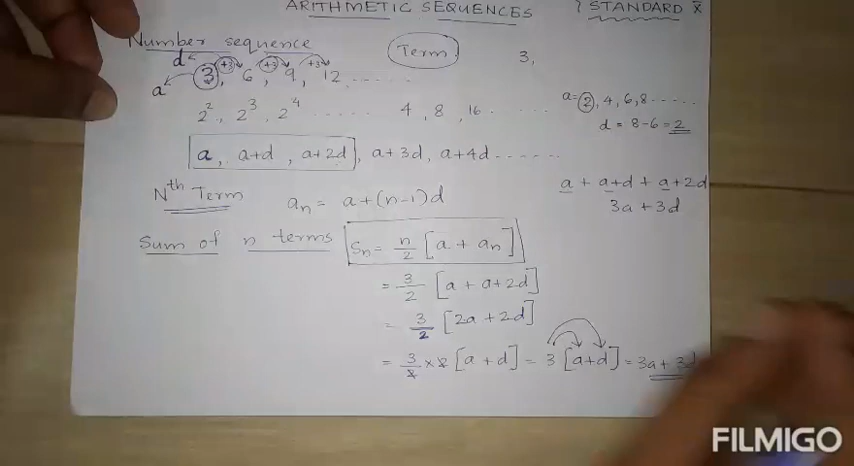 ARITHMETIC SEQUENCES
? STANDARD X
Number sequence
Term
3,
d
+3 +3 +3
3, 6, 9, 12 ......
a
a = 2, 4, 6, 8 .....
d = 8-6 = 2
2², 2³, 2⁴ ....... 4, 8, 16. ....
a, a+d, a+2d, a+3d, a+4d ......
Nth Term aₙ = a+(n-1)d
a + a+d + a+2d
3a + 3d
Sum of n terms Sₙ = n/2 [a + aₙ]
= 3/2 [a + a+2d]
= 3/2 [2a + 2d]
= 3/2 × 2 [a + d] = 3 [a+d] = 3a + 3d
FILMIGO